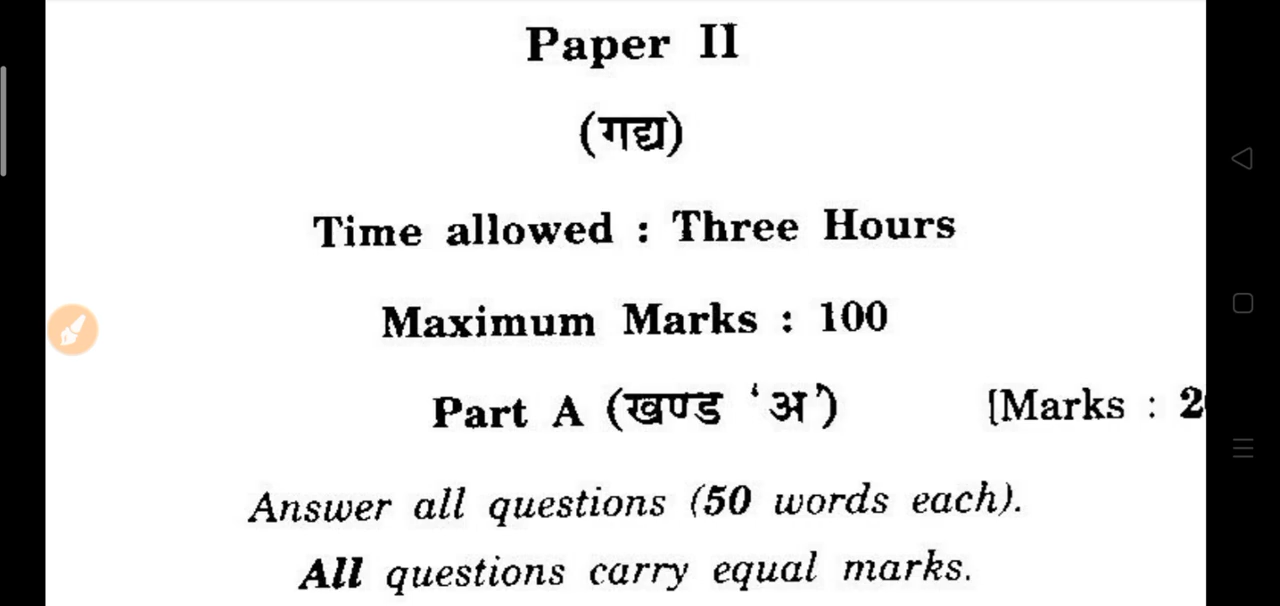 Paper II
(गद्य)
Time allowed : Three Hours
Maximum Marks : 100
Part A (खण्ड ‘अ’) [Marks :
Answer all questions (50 words each).
All questions carry equal marks.